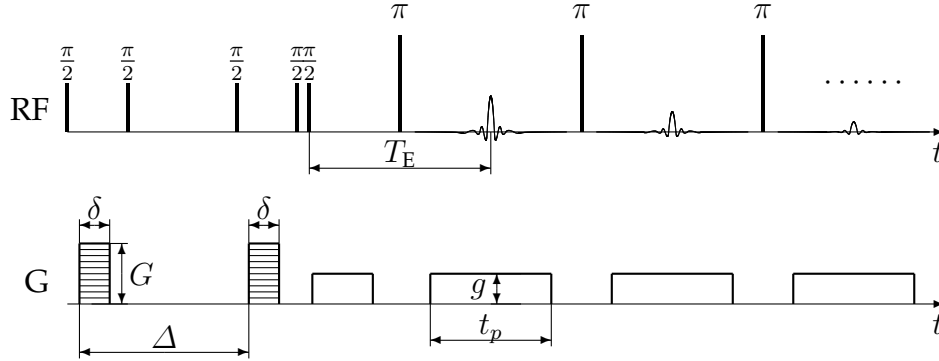 π π π
π/2 π/2 π/2 π/2 π/2 ......
RF
T_E
t
δ δ
G
G g
t_p
Δ
t